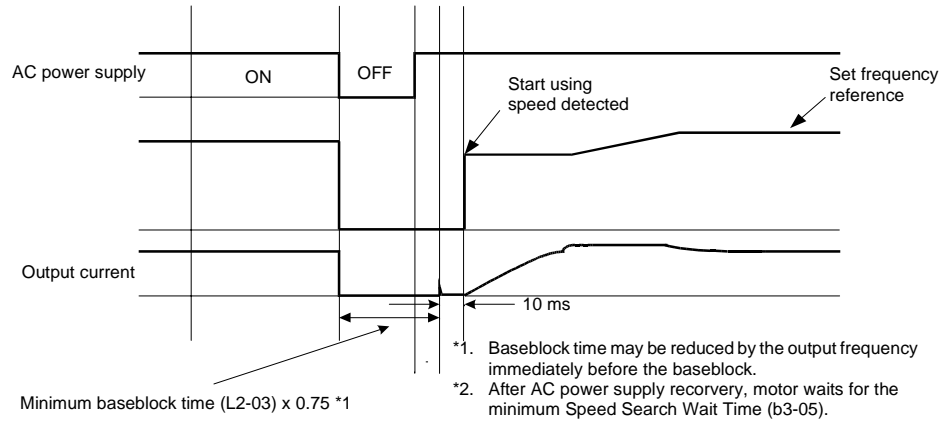 AC power supply
ON
OFF
Start using
speed detected
Set frequency
reference
Output current
10 ms
*1. Baseblock time may be reduced by the output frequency
immediately before the baseblock.
*2. After AC power supply recorvery, motor waits for the
minimum Speed Search Wait Time (b3-05).
Minimum baseblock time (L2-03) x 0.75 *1